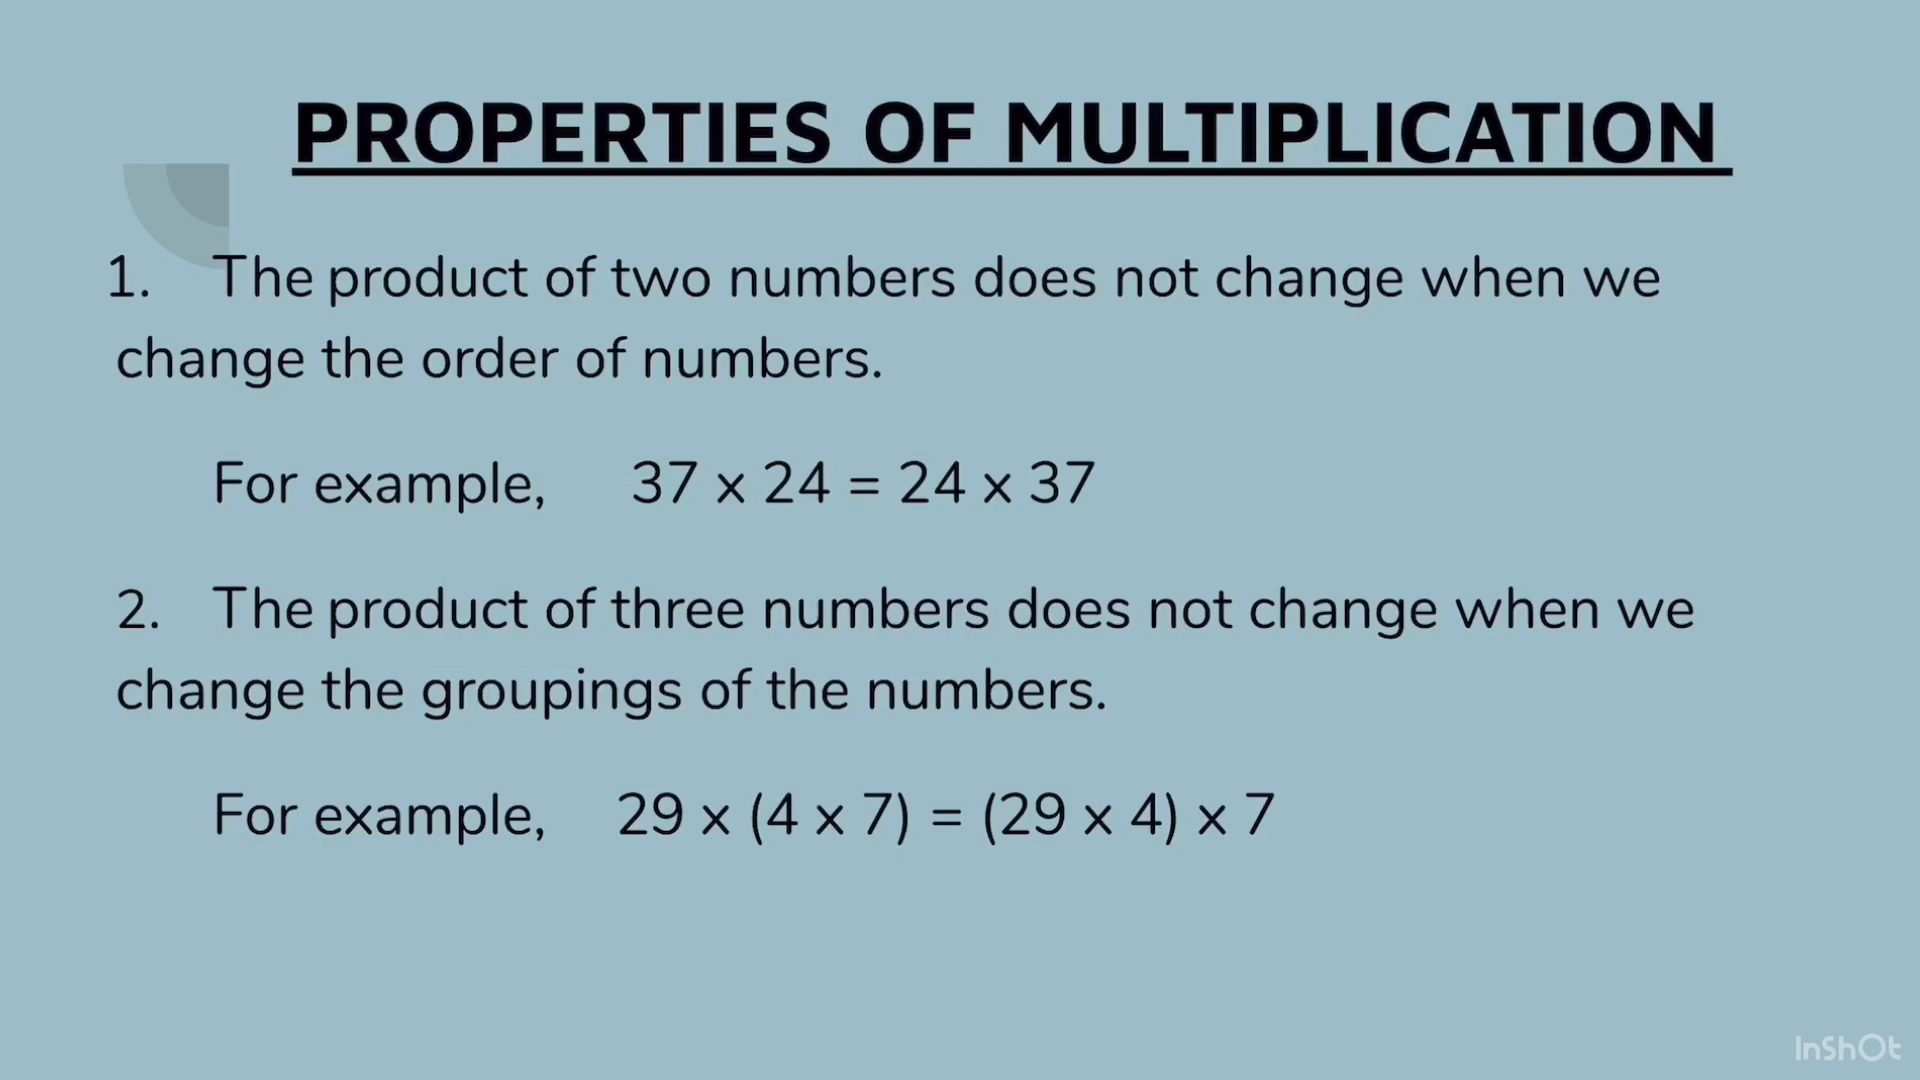 PROPERTIES OF MULTIPLICATION
1. The product of two numbers does not change when we
change the order of numbers.
For example, 37 x 24 = 24 x 37
2. The product of three numbers does not change when we
change the groupings of the numbers.
For example, 29 x (4 x 7) = (29 x 4) x 7
InShOt